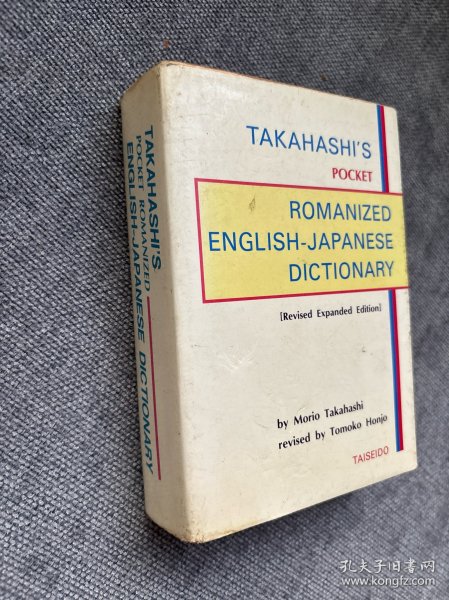 TAKAHASHI'S
POCKET
ROMANIZED
ENGLISH-JAPANESE
DICTIONARY
[Revised Expanded Edition]
by Morio Takahashi
revised by Tomoko Honjo
TAISEIDO
TAKAHASHI'S
POCKET ROMANIZED
ENGLISH-JAPANESE DICTIONARY
孔夫子旧书网
www.kongfz.com